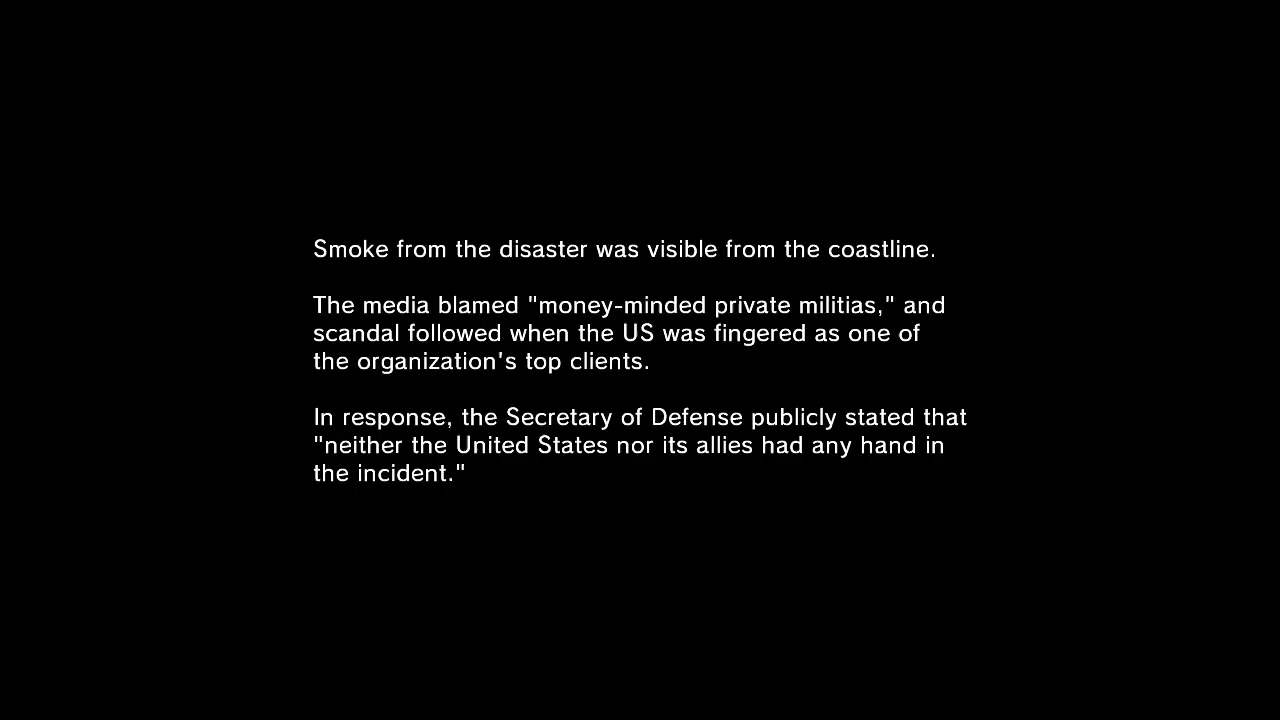 Smoke from the disaster was visible from the coastline.
The media blamed "money-minded private militias," and
scandal followed when the US was fingered as one of
the organization's top clients.
In response, the Secretary of Defense publicly stated that
"neither the United States nor its allies had any hand in
the incident."